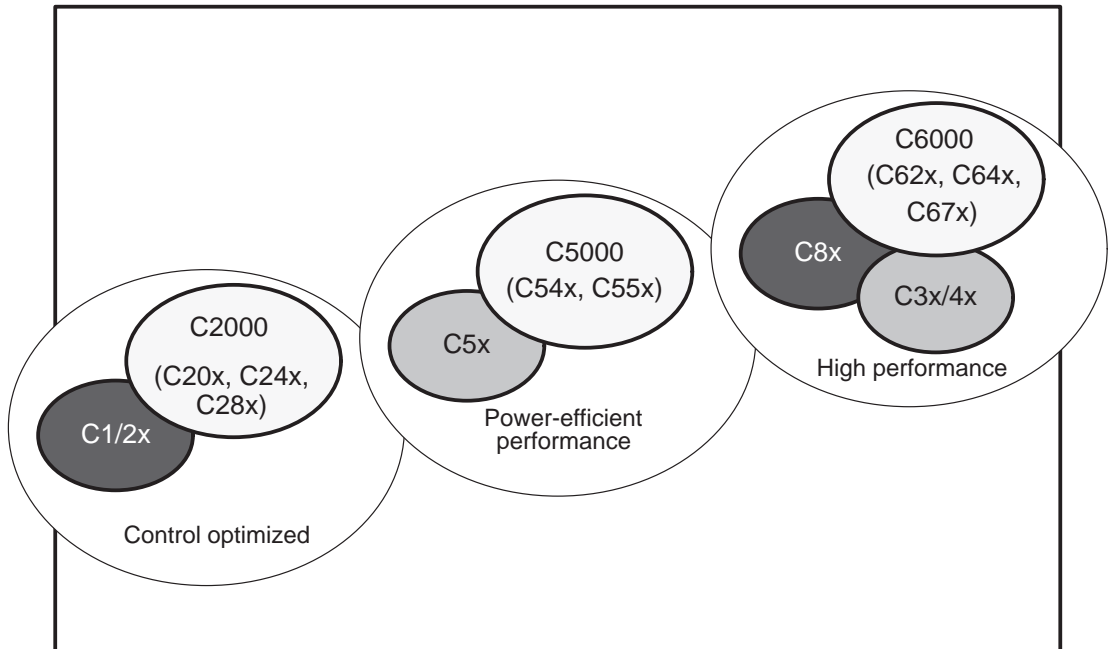 C6000
(C62x, C64x,
C67x)
C8x
C3x/4x
High performance
C5000
(C54x, C55x)
C5x
Power-efficient
performance
C2000
(C20x, C24x,
C28x)
C1/2x
Control optimized